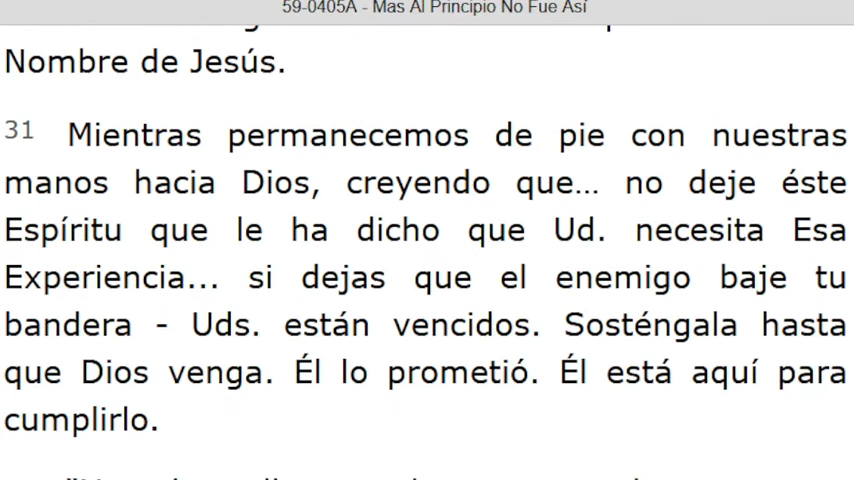 59-0405A - Mas Al Principio No Fue Así
Nombre de Jesús.
31 Mientras permanecemos de pie con nuestras
manos hacia Dios, creyendo que... no deje éste
Espíritu que le ha dicho que Ud. necesita Esa
Experiencia... si dejas que el enemigo baje tu
bandera - Uds. están vencidos. Sosténgala hasta
que Dios venga. Él lo prometió. Él está aquí para
cumplirlo.